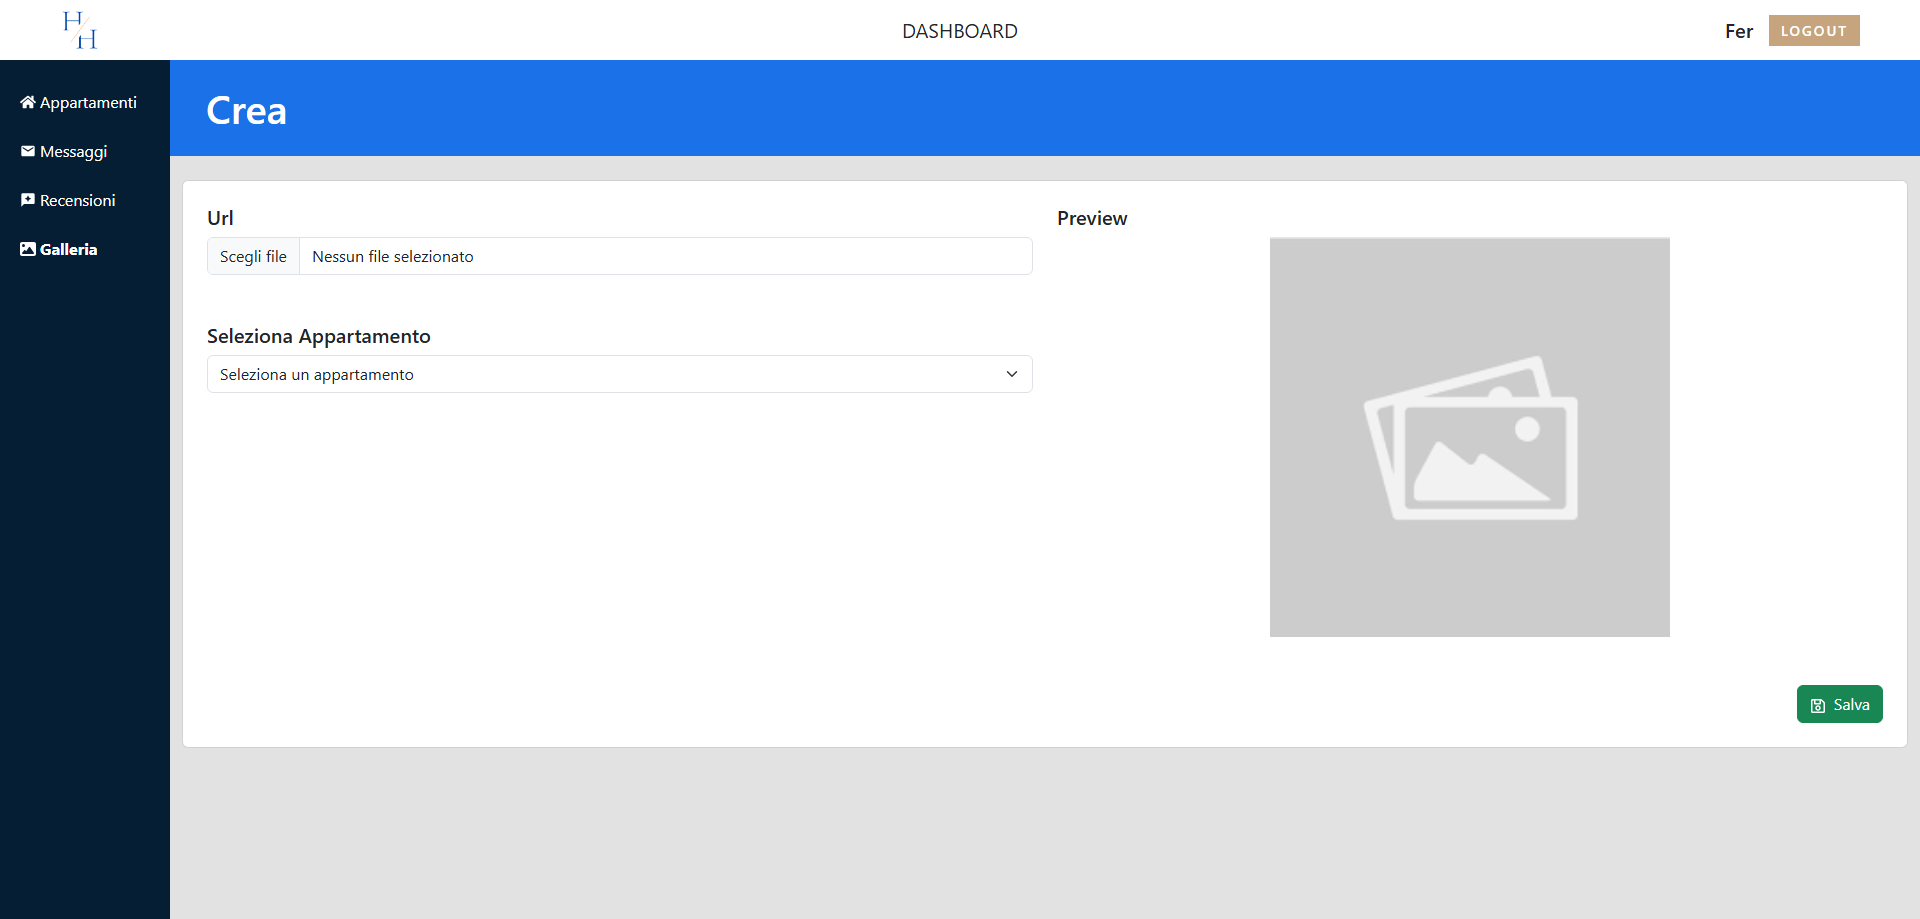 H/H
DASHBOARD
Fer
LOGOUT
Appartamenti
Messaggi
Recensioni
Galleria
Crea
Url
Scegli file
Nessun file selezionato
Seleziona Appartamento
Seleziona un appartamento
Preview
Salva